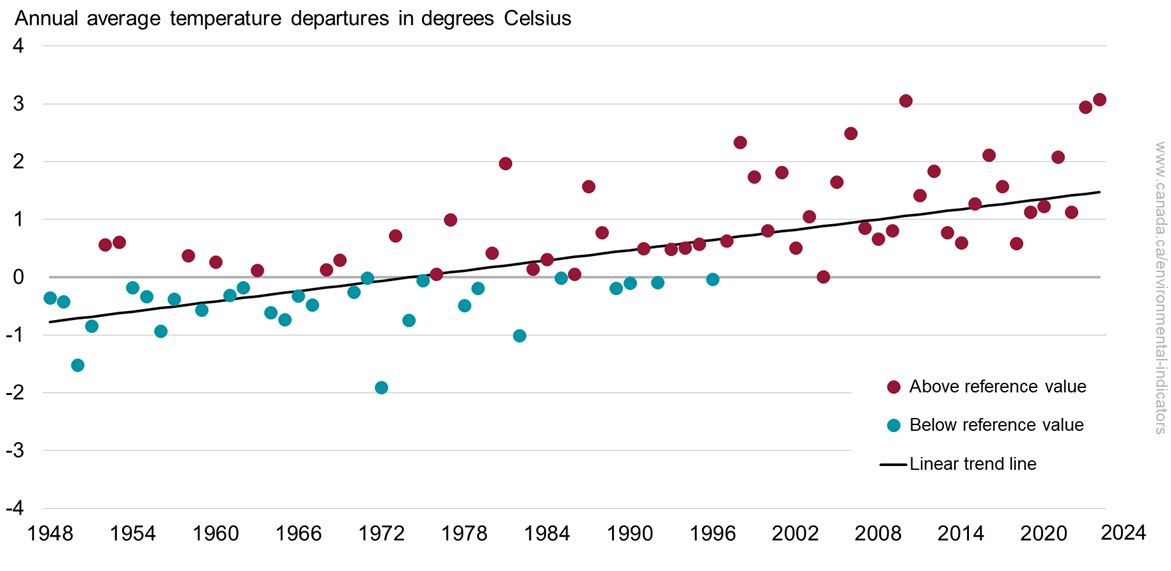 Annual average temperature departures in degrees Celsius
4
3
2
1
0
-1
-2
-3
-4
1948 1954 1960 1966 1972 1978 1984 1990 1996 2002 2008 2014 2020 2024
Above reference value
Below reference value
Linear trend line
www.canada.ca/environmental-indicators